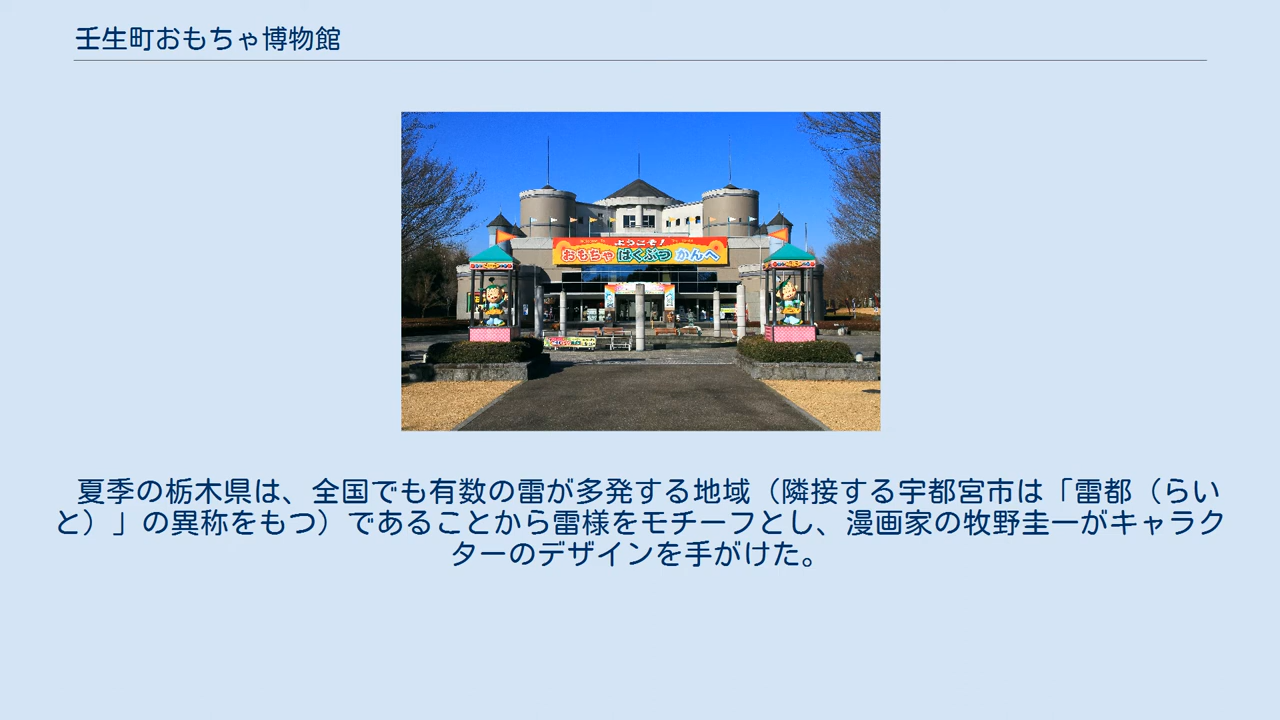 壬生町おもちゃ博物館
ようこそ!
おもちゃ はくぶつ かんへ
夏季の栃木県は、全国でも有数の雷が多発する地域（隣接する宇都宮市は「雷都（らい
と）」の異称をもつ）であることから雷様をモチーフとし、漫画家の牧野圭一がキャラク
ターのデザインを手がけた。